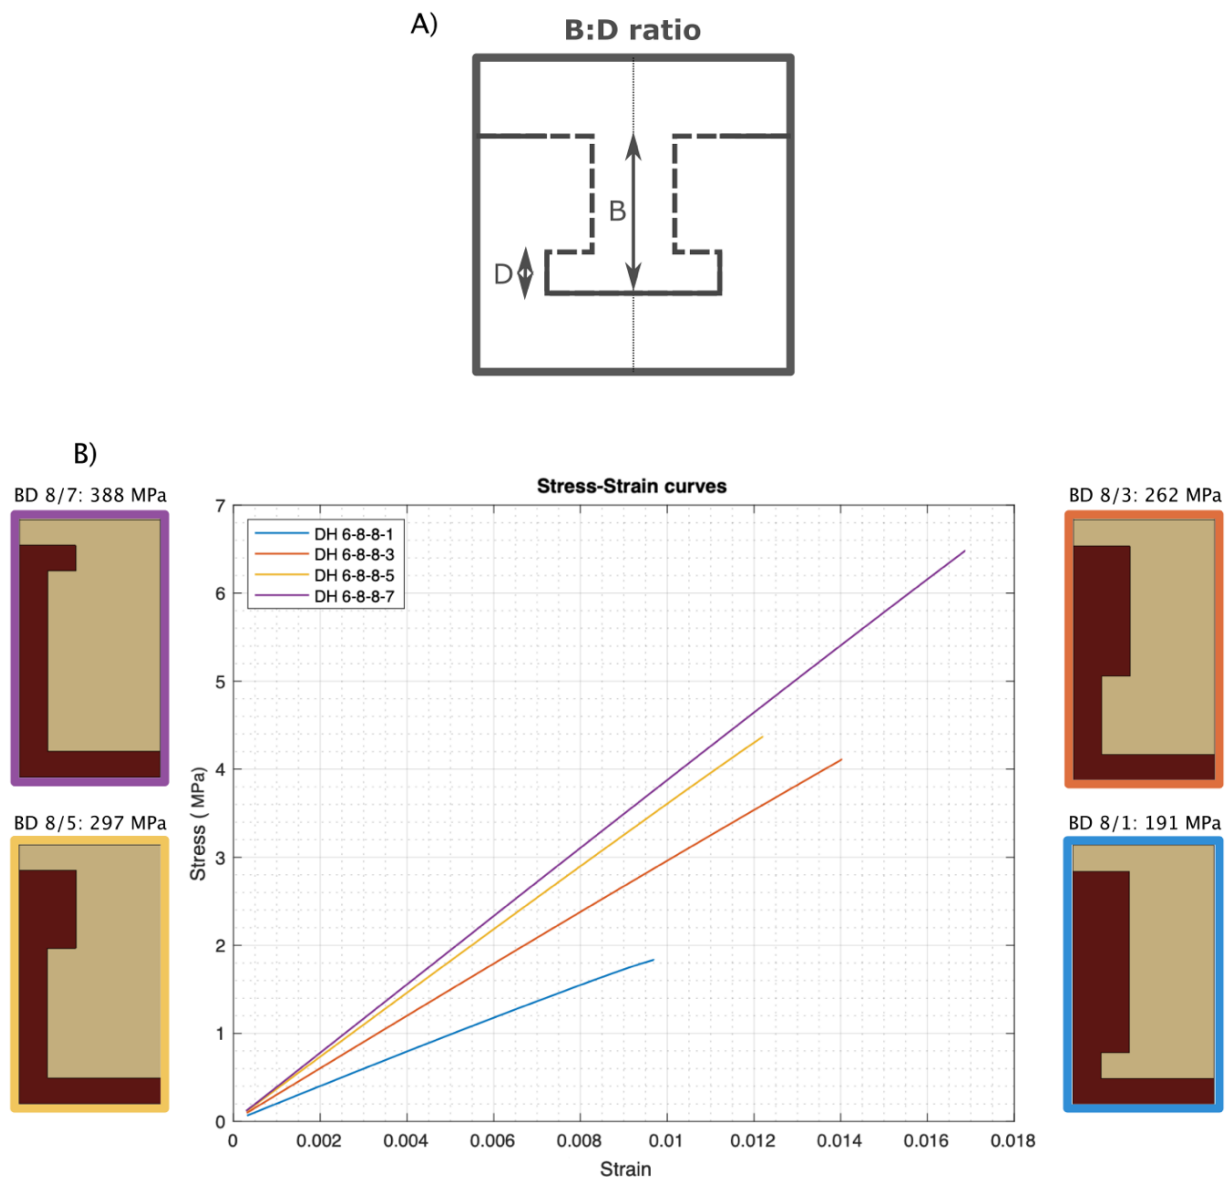 A)
B:D ratio
B
D
B)
BD 8/7: 388 MPa
BD 8/5: 297 MPa
Stress-Strain curves
DH 6-8-8-1
DH 6-8-8-3
DH 6-8-8-5
DH 6-8-8-7
7
6
5
4
3
2
1
0
Stress ( MPa)
0 0.002 0.004 0.006 0.008 0.01 0.012 0.014 0.016 0.018
Strain
BD 8/3: 262 MPa
BD 8/1: 191 MPa